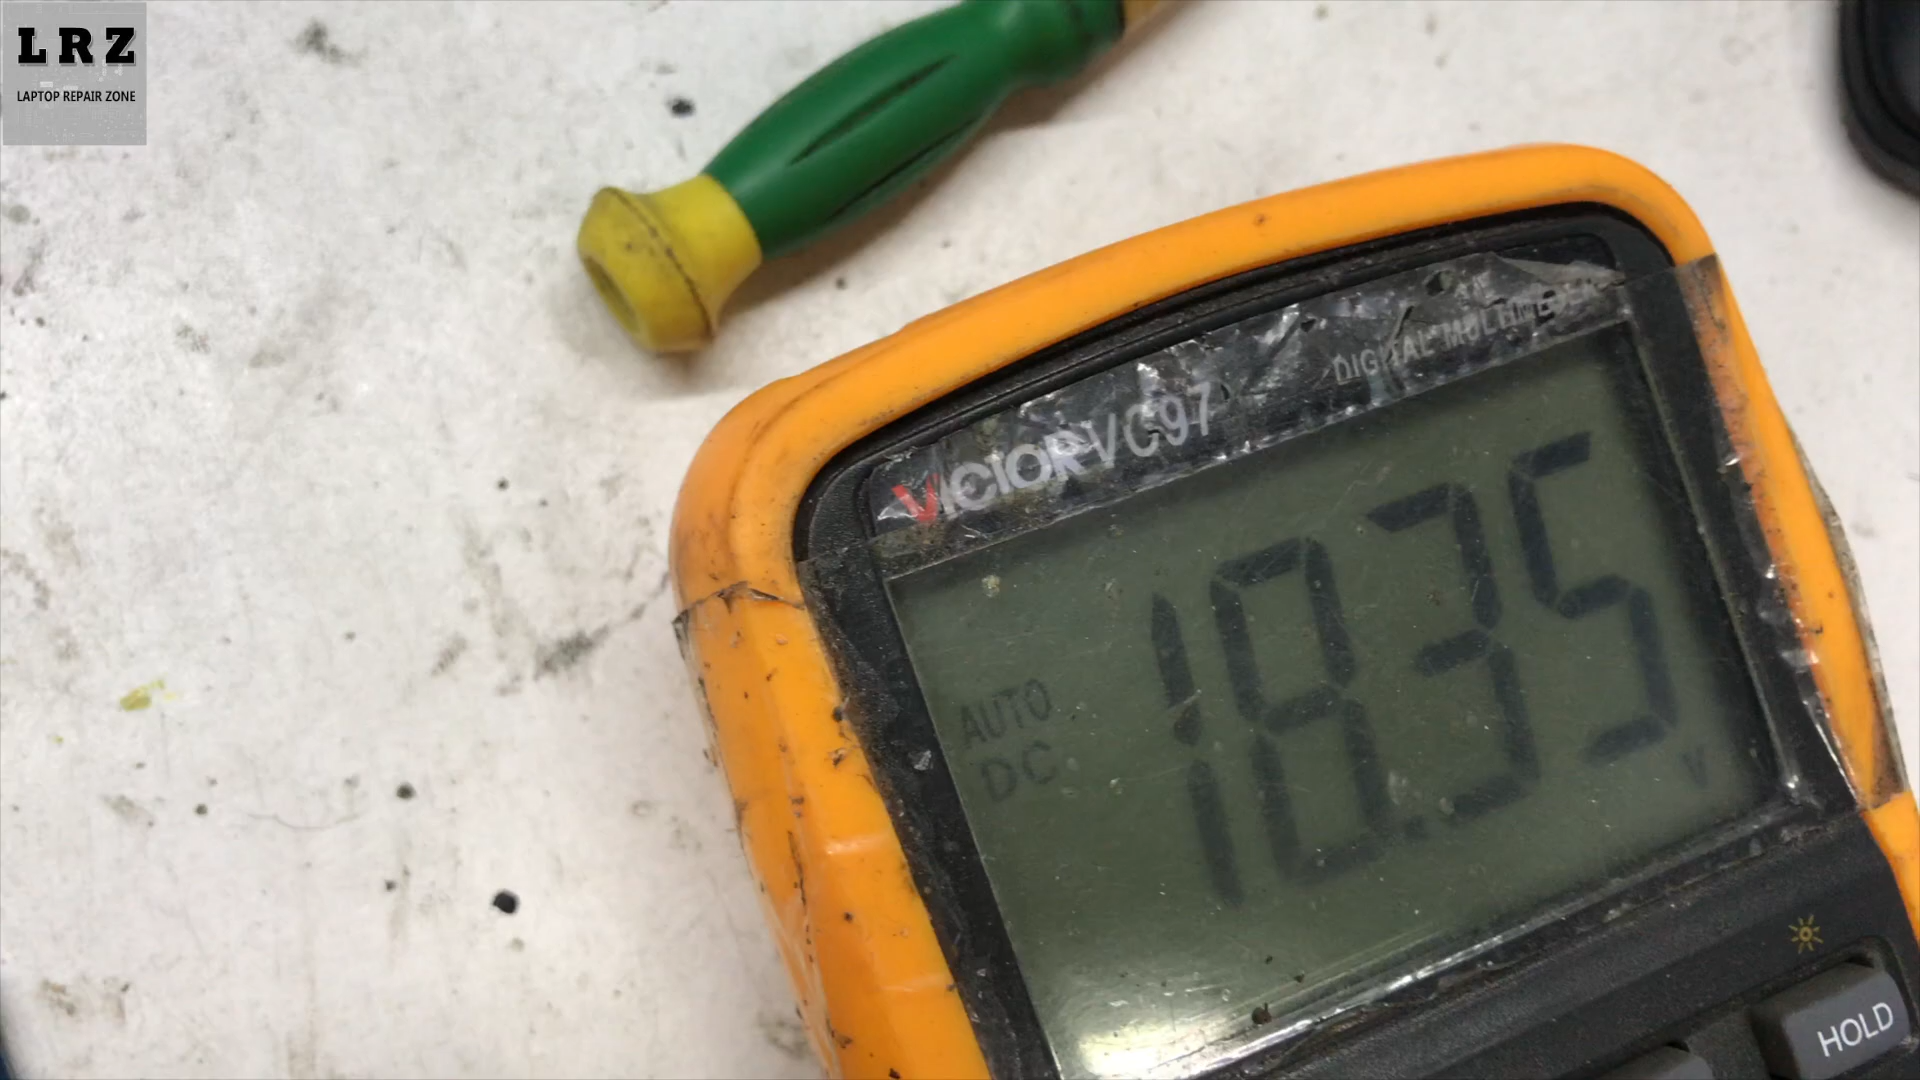 LRZ
LAPTOP REPAIR ZONE
DIGITAL MULTIMETER
VICTOR VC97
18.35
AUTO
DC
V
HOLD